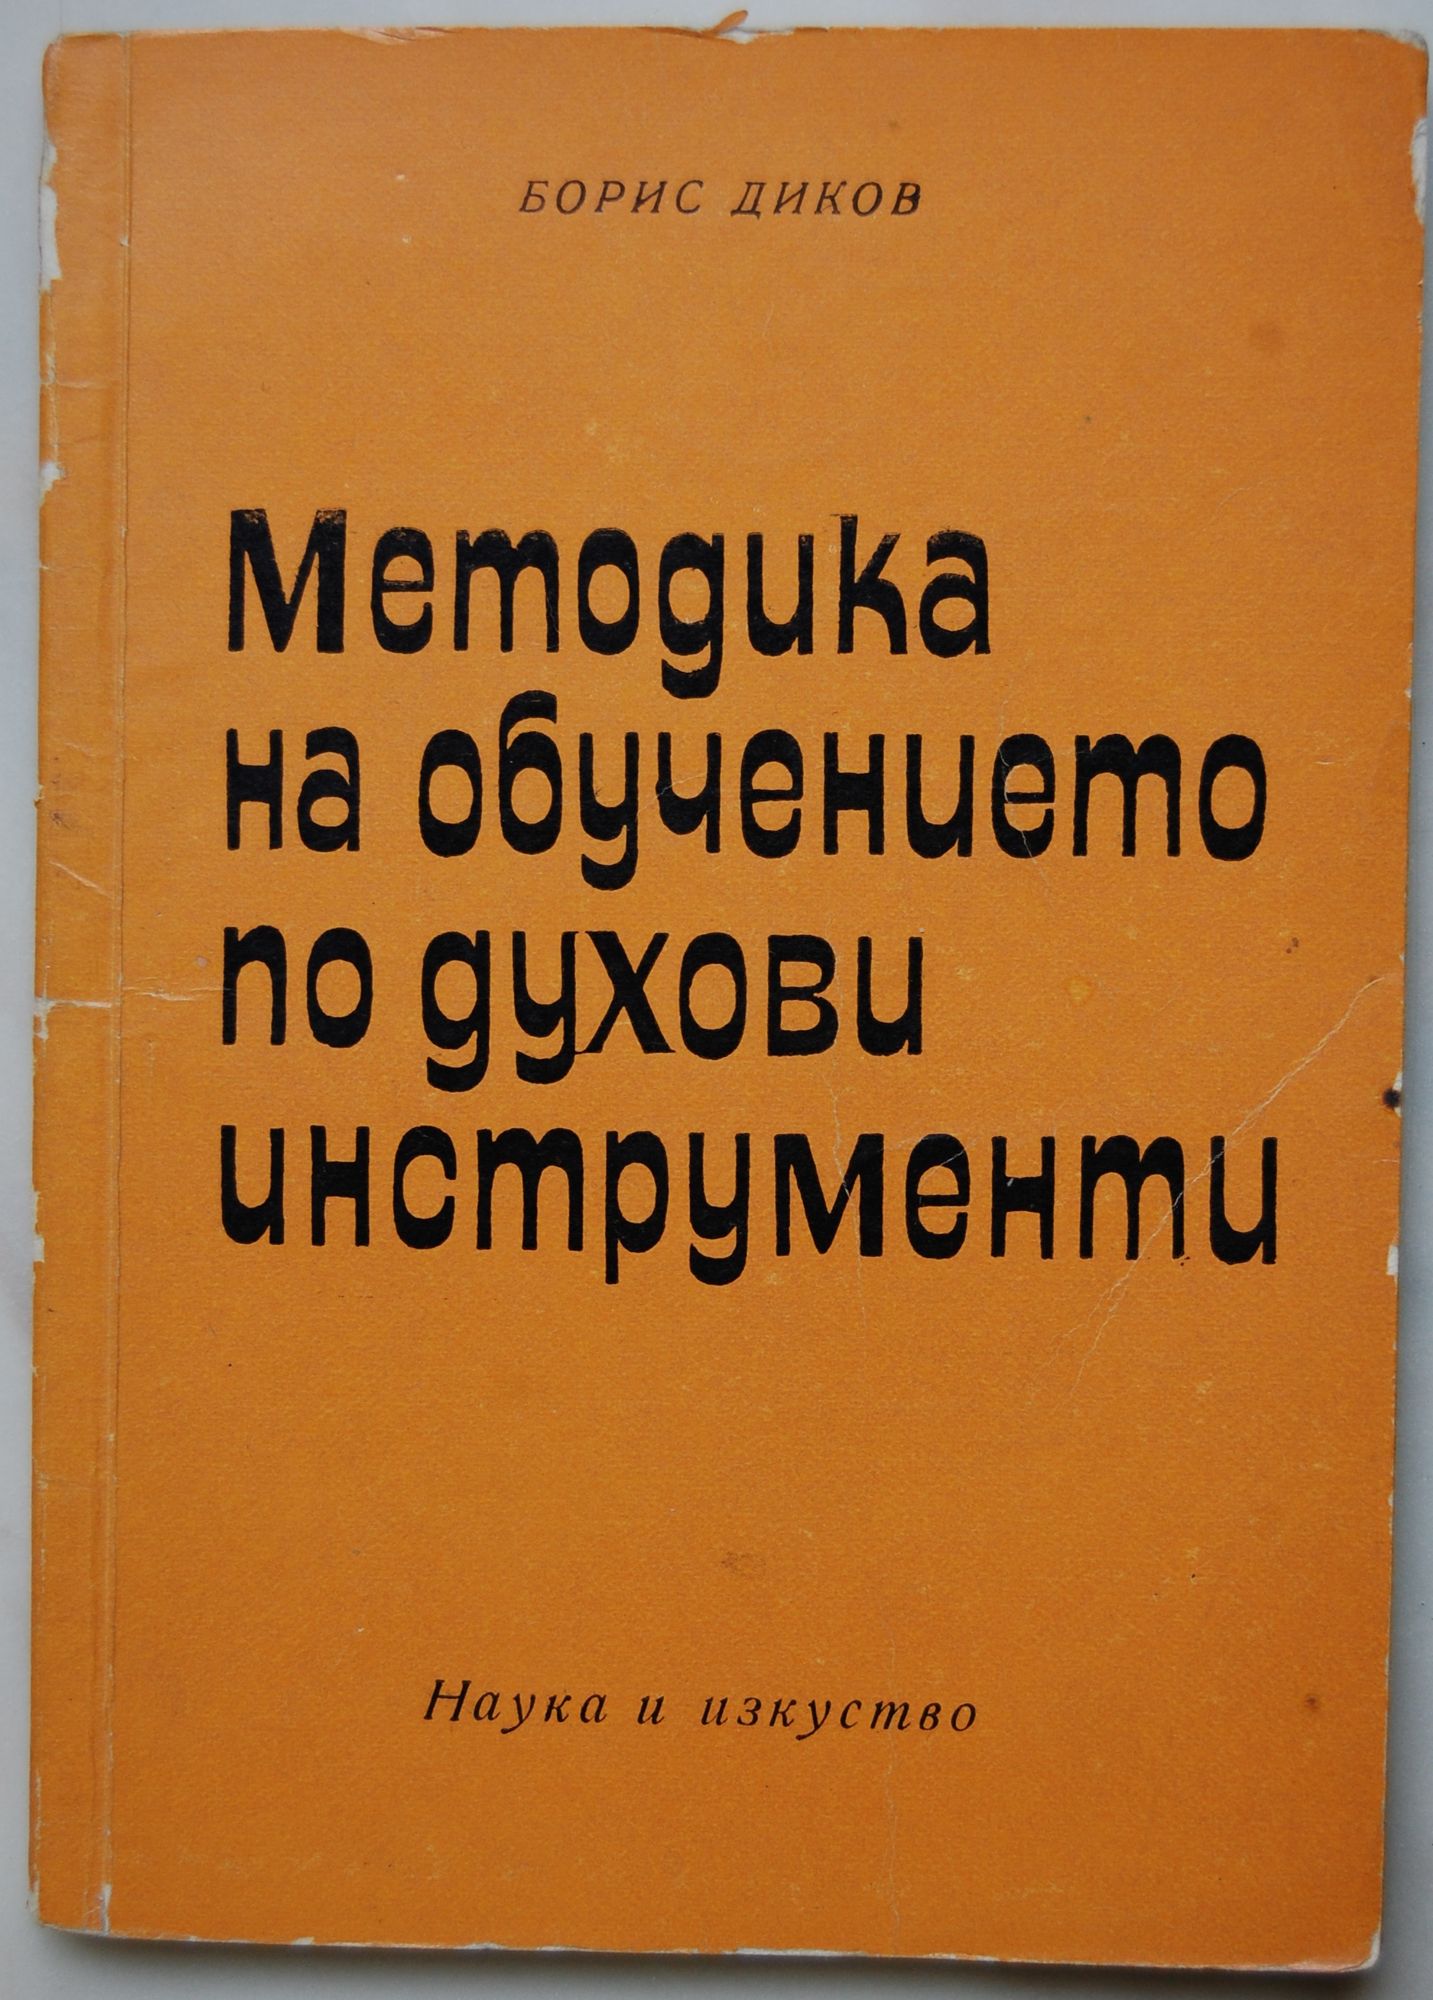 БОРИС ДИКОВ
Методика
на обучението
по духови
инструменти
Наука и изкуство